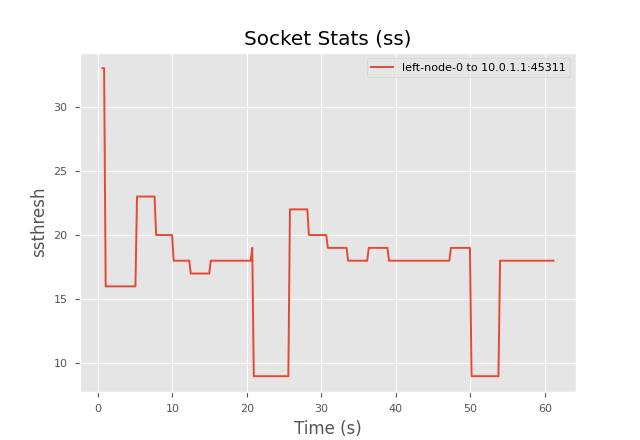 Socket Stats (ss)
left-node-0 to 10.0.1.1:45311
ssthresh
30
25
20
15
10
0 10 20 30 40 50 60
Time (s)